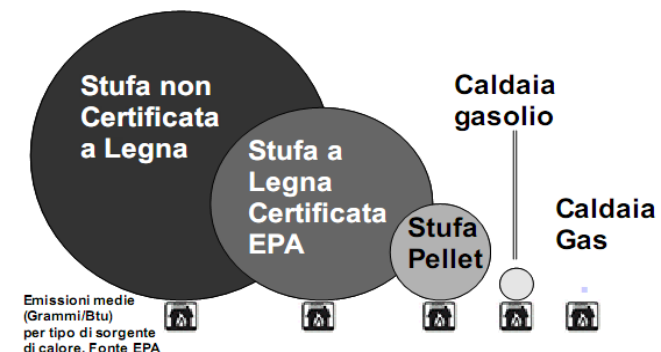 Stufa non
Certificata
a Legna
Stufa a
Legna
Certificata
EPA
Stufa
Pellet
Caldaia
gasolio
Caldaia
Gas
Emissioni medie
(Grammi/Btu)
per tipo di sorgente
di calore. Fonte EPA